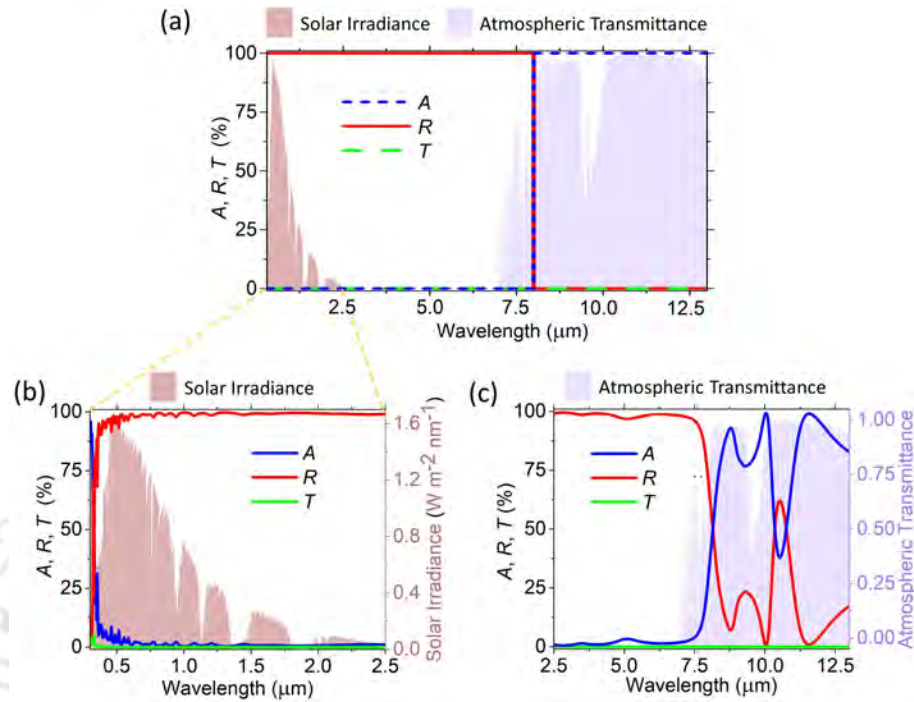 (a) Solar Irradiance Atmospheric Transmittance
100
75
50
25
0
A, R, T (%)
A
R
T
2.5 5.0 7.5 10.0 12.5
Wavelength (μm)
(b) Solar Irradiance
100
75
50
25
0
A, R, T (%)
A
R
T
1.6
1.2
0.8
0.4
0.0
Solar Irradiance (W m-2 nm-1)
0.5 1.0 1.5 2.0 2.5
Wavelength (μm)
(c) Atmospheric Transmittance
100
75
50
25
0
A, R, T (%)
A
R
T
1.00
0.75
0.50
0.25
0.00
Atmospheric Transmittance
2.5 5.0 7.5 10.0 12.5
Wavelength (μm)